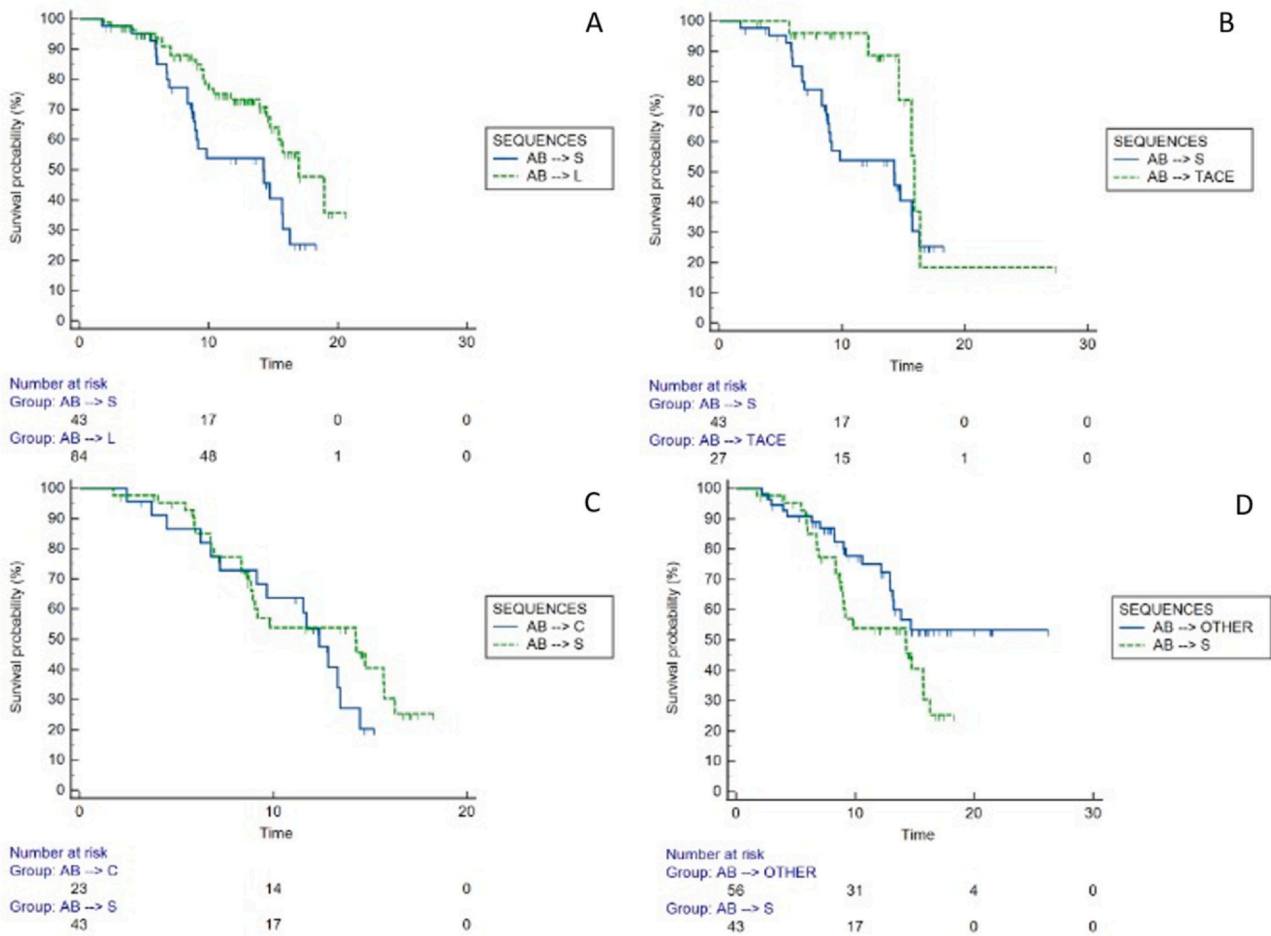 A
100
90
80
70
60
50
40
30
20
10
0
Survival probability (%)
0 10 20 30
Time
SEQUENCES
AB --> S
AB --> L
Number at risk
Group: AB --> S
43 17 0 0
Group: AB --> L
84 48 1 0
B
100
90
80
70
60
50
40
30
20
10
0
Survival probability (%)
0 10 20 30
Time
SEQUENCES
AB --> S
AB --> TACE
Number at risk
Group: AB --> S
43 17 0 0
Group: AB --> TACE
27 15 1 0
C
100
90
80
70
60
50
40
30
20
10
0
Survival probability (%)
0 10 20
Time
SEQUENCES
AB --> C
AB --> S
Number at risk
Group: AB --> C
23 14 0
Group: AB --> S
43 17 0
D
100
90
80
70
60
50
40
30
20
10
0
Survival probability (%)
0 10 20 30
Time
SEQUENCES
AB --> OTHER
AB --> S
Number at risk
Group: AB --> OTHER
56 31 4 0
Group: AB --> S
43 17 0 0